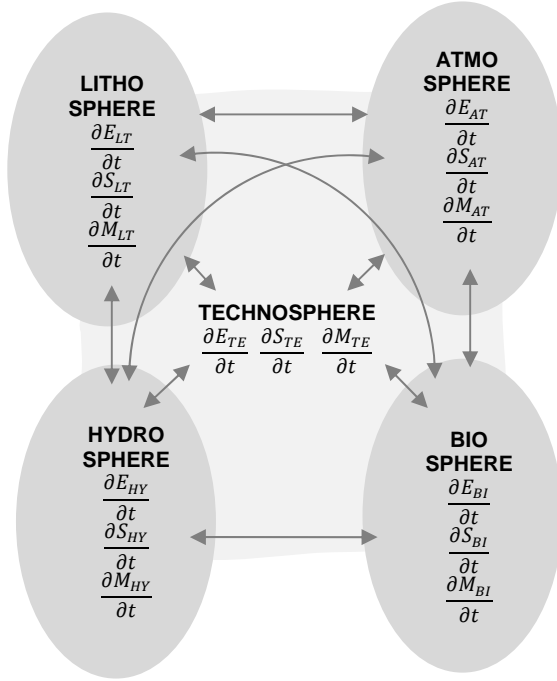 LITHO
SPHERE
∂E_LT/∂t
∂S_LT/∂t
∂M_LT/∂t
ATMO
SPHERE
∂E_AT/∂t
∂S_AT/∂t
∂M_AT/∂t
TECHNOSPHERE
∂E_TE/∂t ∂S_TE/∂t ∂M_TE/∂t
HYDRO
SPHERE
∂E_HY/∂t
∂S_HY/∂t
∂M_HY/∂t
BIO
SPHERE
∂E_BI/∂t
∂S_BI/∂t
∂M_BI/∂t